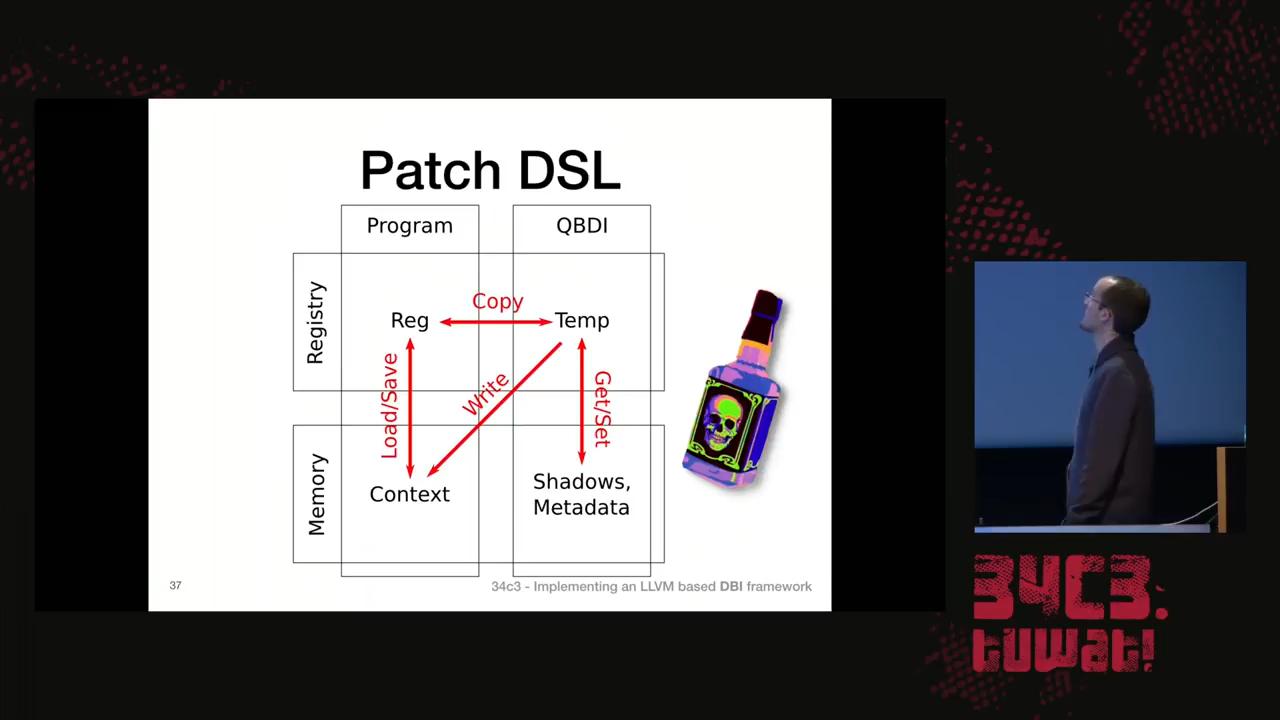 Patch DSL
Program
QBDI
Registry
Copy
Reg
Temp
Load/Save
Write
Get/Set
Memory
Context
Shadows,
Metadata
37
34c3 - Implementing an LLVM based DBI framework
34C3.
tuwat!